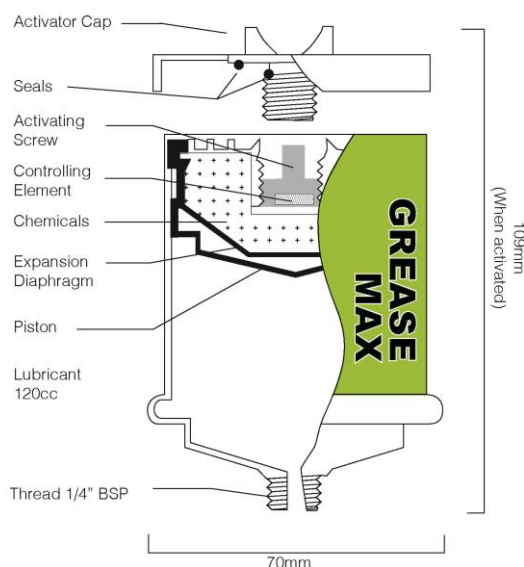 Activator Cap
Seals
Activating
Screw
Controlling
Element
Chemicals
Expansion
Diaphragm
Piston
Lubricant
120cc
Thread 1/4” BSP
GREASE
MAX
109mm
(When activated)
70mm